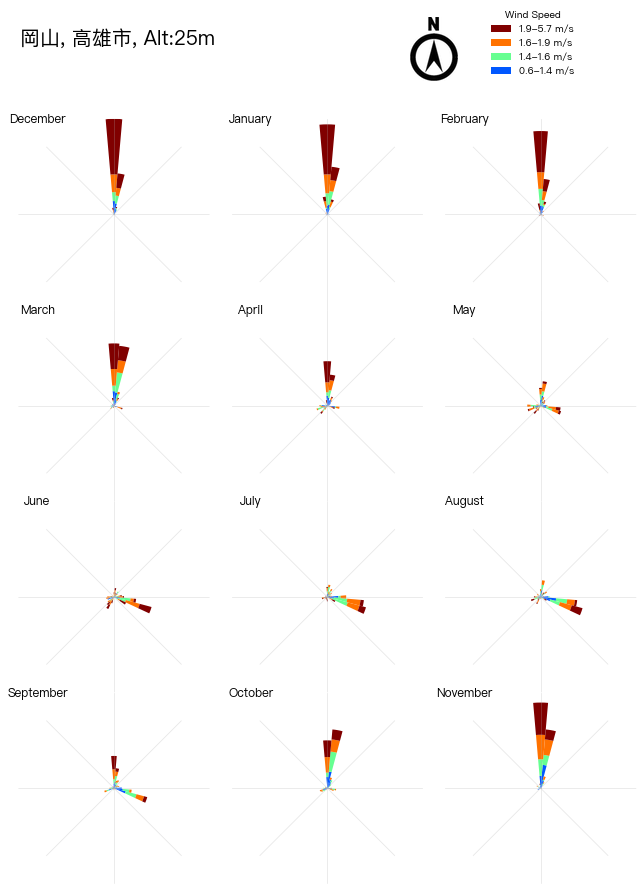 岡山, 高雄市, Alt:25m
N
Wind Speed
1.9–5.7 m/s
1.6–1.9 m/s
1.4–1.6 m/s
0.6–1.4 m/s
December
January
February
March
April
May
June
July
August
September
October
November